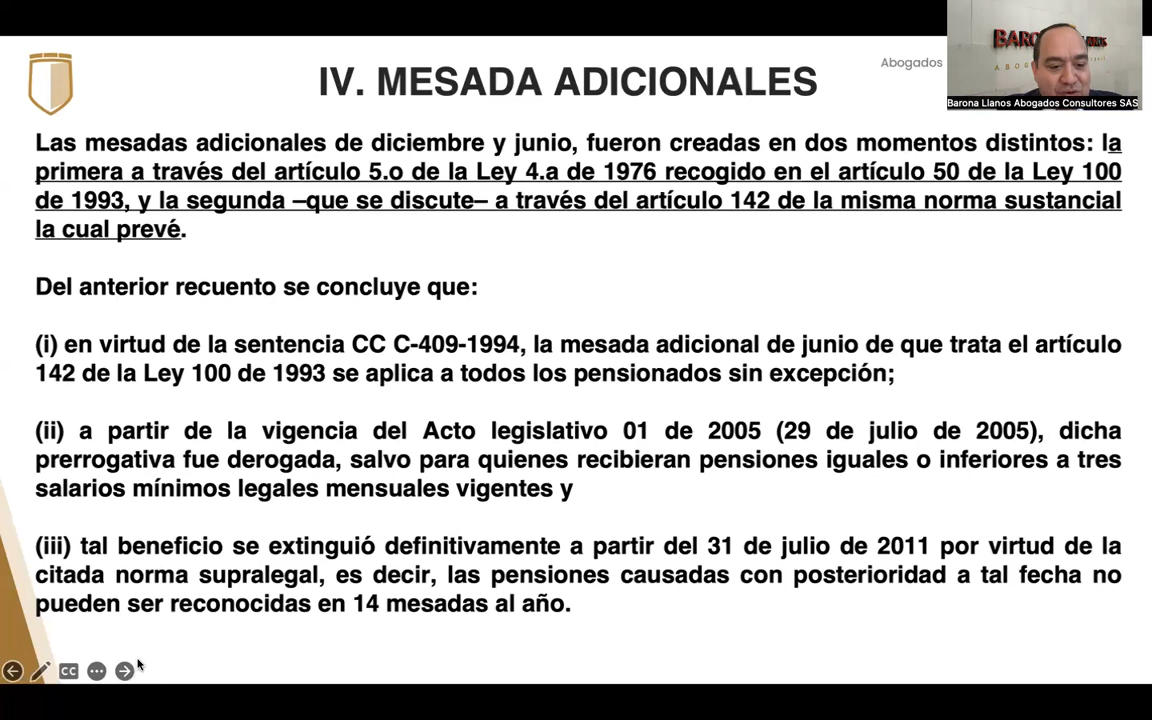 Abogados
BARO
Barona Llanos Abogados Consultores SAS
IV. MESADA ADICIONALES
Las mesadas adicionales de diciembre y junio, fueron creadas en dos momentos distintos: la
primera a través del artículo 5.o de la Ley 4.a de 1976 recogido en el artículo 50 de la Ley 100
de 1993, y la segunda –que se discute– a través del artículo 142 de la misma norma sustancial
la cual prevé.
Del anterior recuento se concluye que:
(i) en virtud de la sentencia CC C-409-1994, la mesada adicional de junio de que trata el artículo
142 de la Ley 100 de 1993 se aplica a todos los pensionados sin excepción;
(ii) a partir de la vigencia del Acto legislativo 01 de 2005 (29 de julio de 2005), dicha
prerrogativa fue derogada, salvo para quienes recibieran pensiones iguales o inferiores a tres
salarios mínimos legales mensuales vigentes y
(iii) tal beneficio se extinguió definitivamente a partir del 31 de julio de 2011 por virtud de la
citada norma supralegal, es decir, las pensiones causadas con posterioridad a tal fecha no
pueden ser reconocidas en 14 mesadas al año.
CC